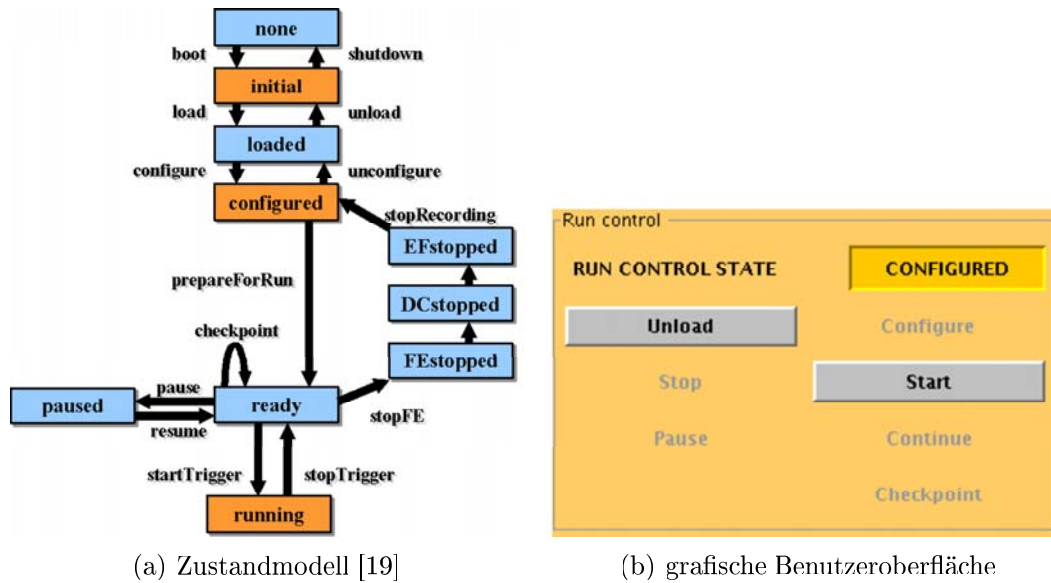 none
boot
shutdown
initial
load
unload
loaded
configure
unconfigure
configured
stopRecording
EFstopped
prepareForRun
DCstopped
checkpoint
FEstopped
pause
paused
ready
resume
stopFE
startTrigger
stopTrigger
running
(a) Zustandmodell [19]
Run control
RUN CONTROL STATE
CONFIGURED
Unload
Configure
Stop
Start
Pause
Continue
Checkpoint
(b) grafische Benutzeroberfläche